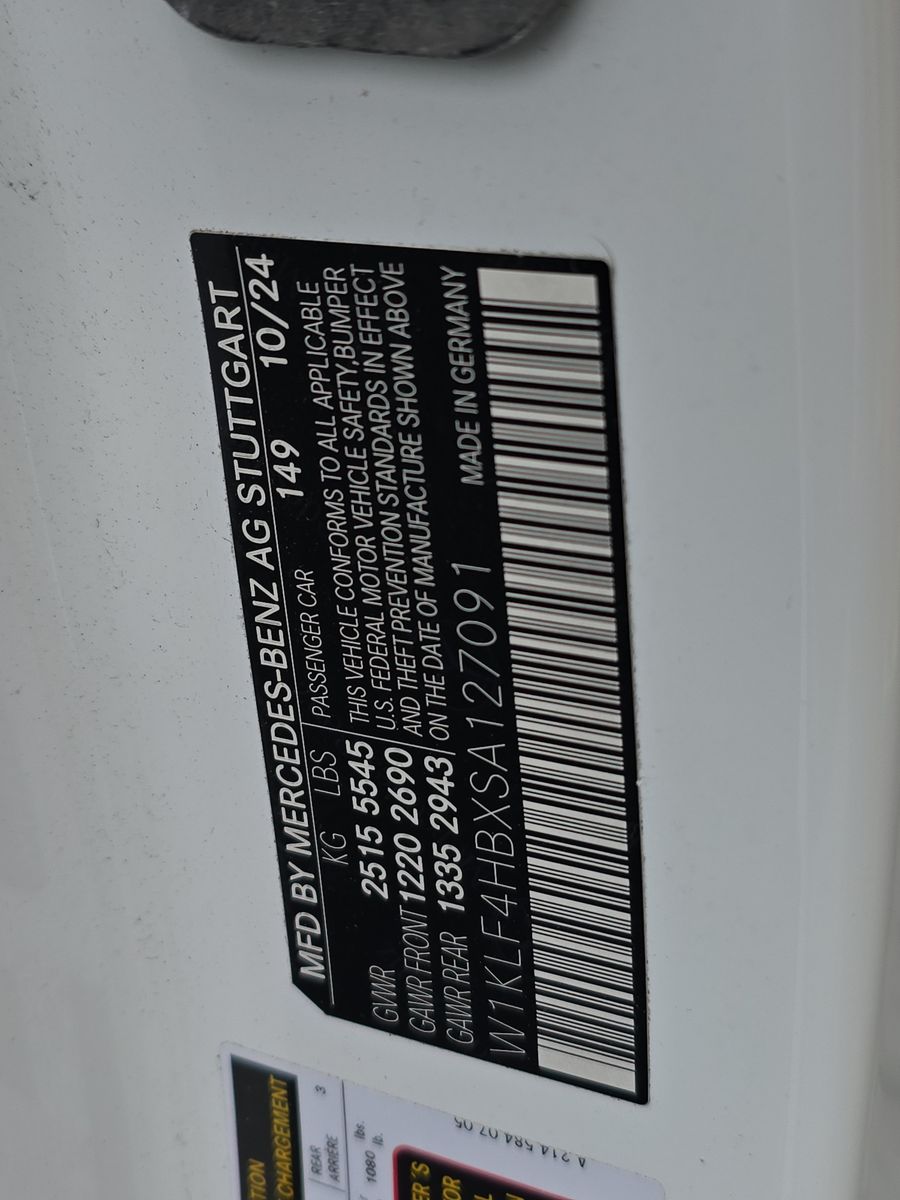 MFD BY MERCEDES-BENZ AG STUTTGART
KG LBS PASSENGER CAR 149 10/24
GVWR 2515 5545 THIS VEHICLE CONFORMS TO ALL APPLICABLE
U.S. FEDERAL MOTOR VEHICLE SAFETY,BUMPER
GAWR FRONT 1220 2690 AND THEFT PREVENTION STANDARDS IN EFFECT
GAWR REAR 1335 2943 ON THE DATE OF MANUFACTURE SHOWN ABOVE
W1KLF4HBXSA127091 MADE IN GERMANY
CHARGEMENT
REAR
ARRIÈRE
3
1080
lbs.
lb.
A 214 584 07 05